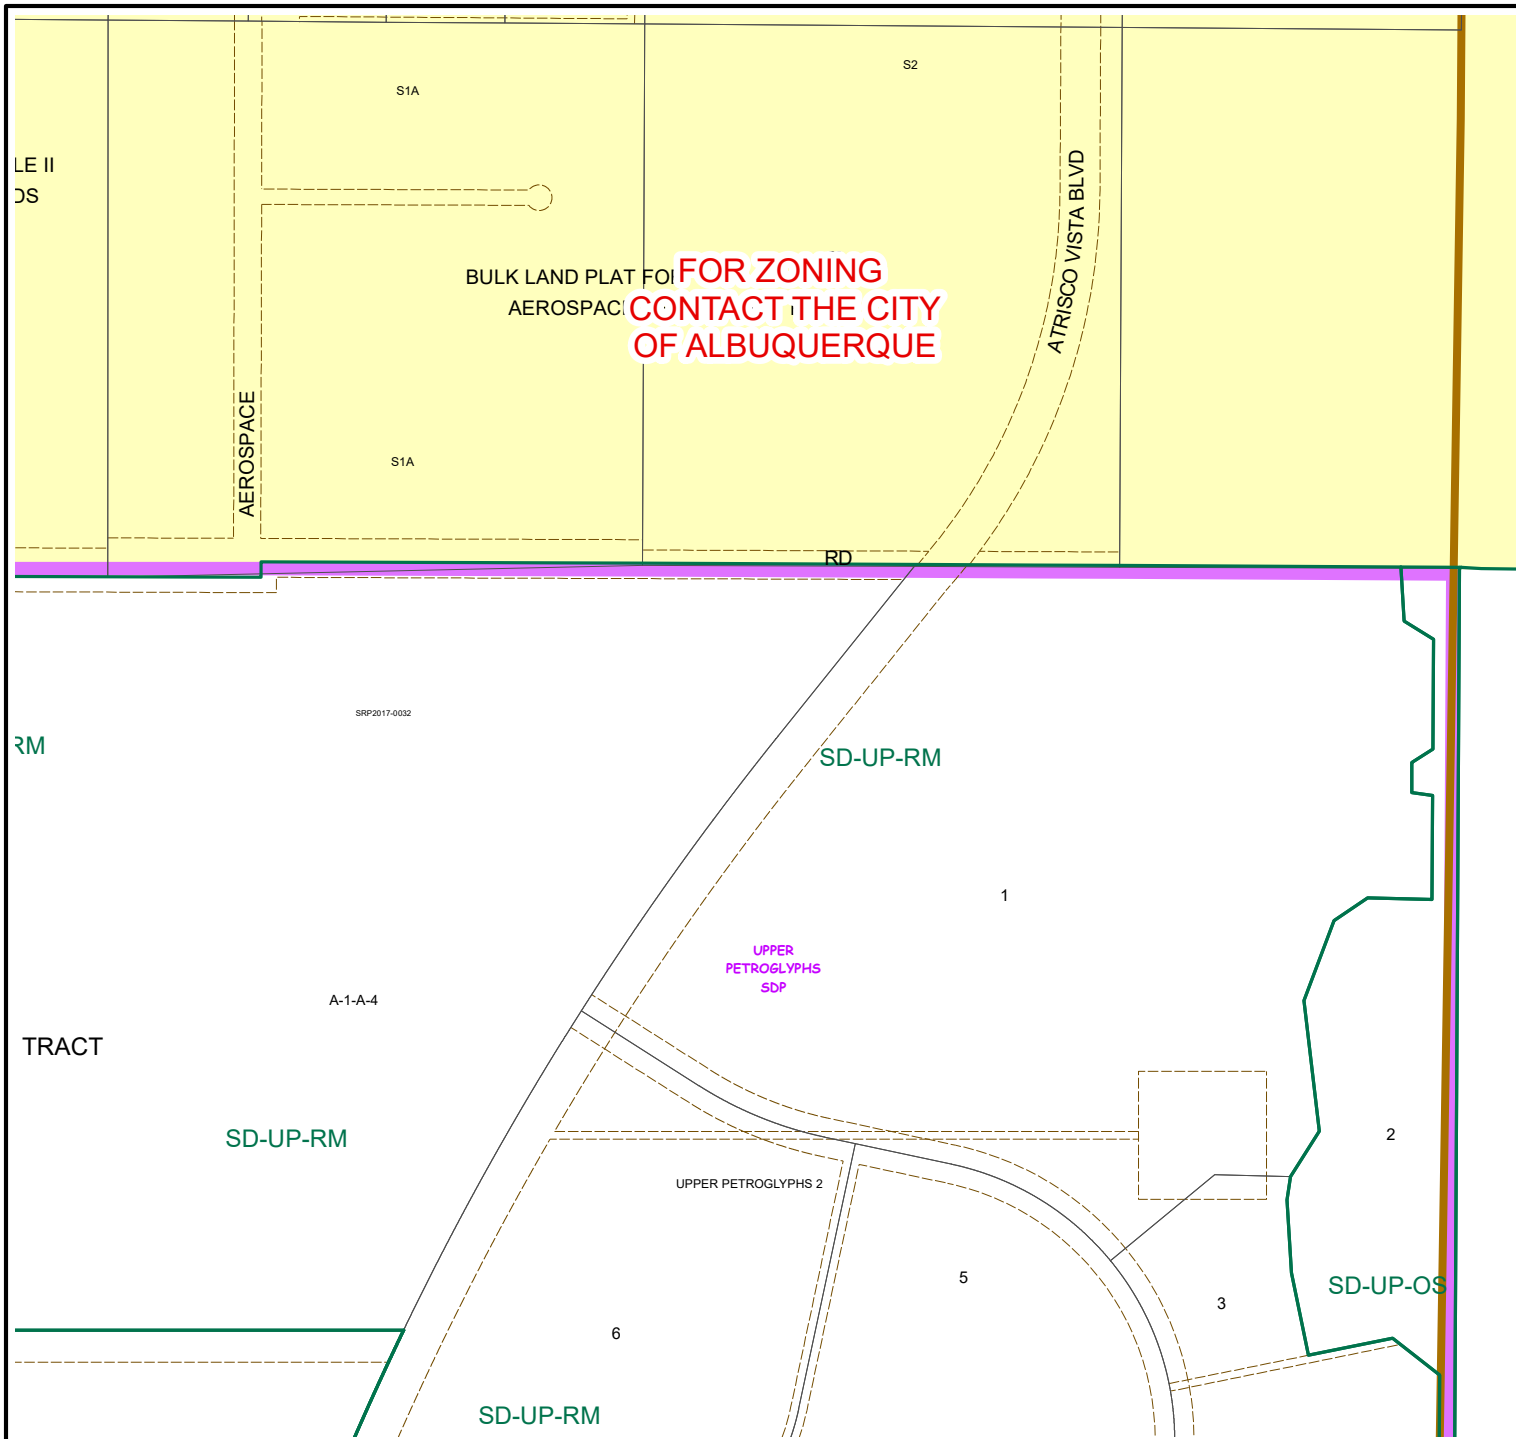 S2
S1A
LE II
DS
ATRISCO VISTA BLVD
BULK LAND PLAT
AEROSPAC
FOR ZONING
CONTACT THE CITY
OF ALBUQUERQUE
AEROSPACE
S1A
RD
SRP2017-0032
RM
SD-UP-RM
1
UPPER
PETROGLYPHS
SDP
A-1-A-4
TRACT
SD-UP-RM
2
UPPER PETROGLYPHS 2
5
SD-UP-OS
3
6
SD-UP-RM